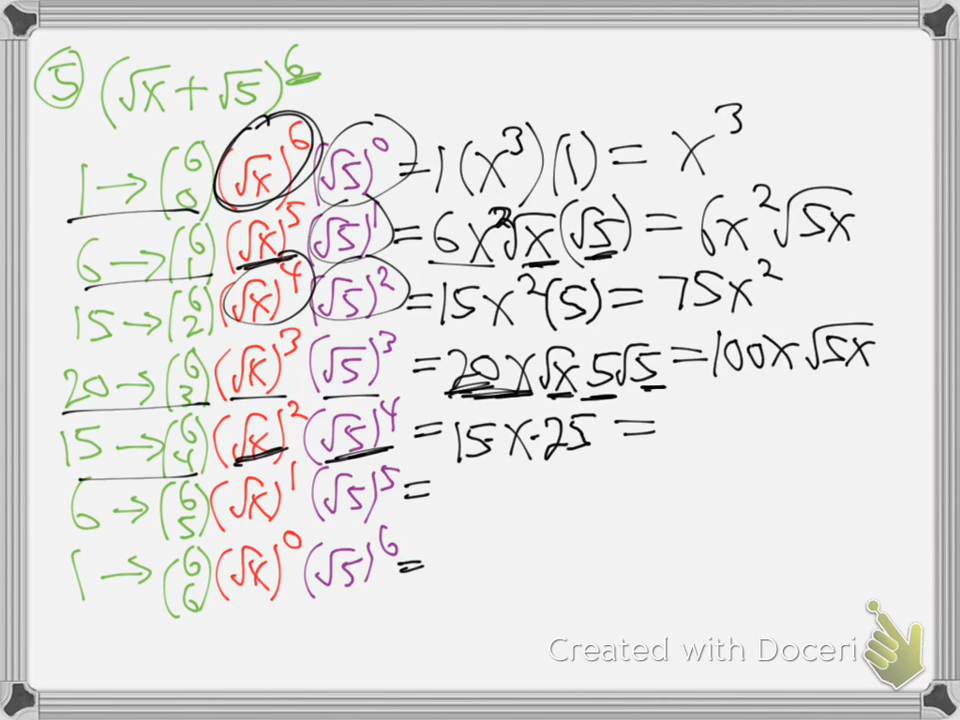 ⑤ (√x + √5)^6
1 → (6 0) (√x)^6 (√5)^0 = 1(x^3)(1) = x^3
6 → (6 1) (√x)^5 (√5)^1 = 6x^2√x(√5) = 6x^2√5x
15 → (6 2) (√x)^4 (√5)^2 = 15x^2(5) = 75x^2
20 → (6 3) (√x)^3 (√5)^3 = 20x√x 5√5 = 100x√5x
15 → (6 4) (√x)^2 (√5)^4 = 15x·25 =
6 → (6 5) (√x)^1 (√5)^5 =
1 → (6 6) (√x)^0 (√5)^6 =
Created with Doceri